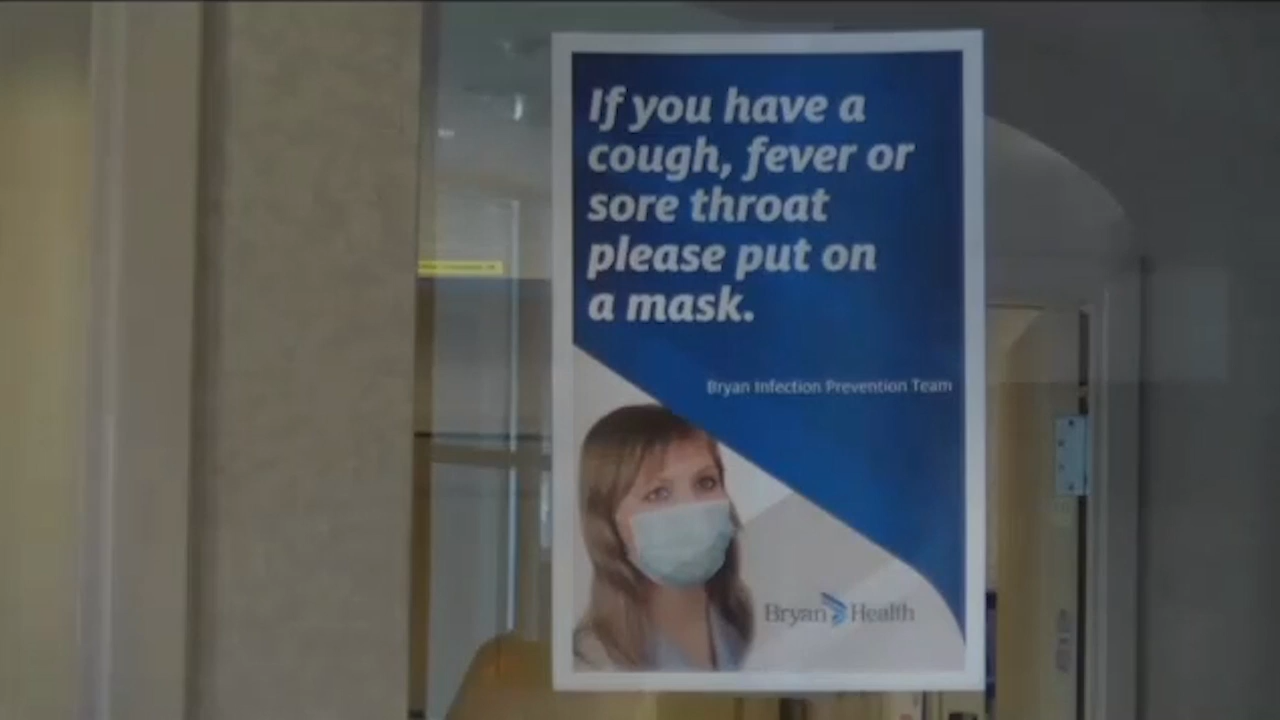 If you have a
cough, fever or
sore throat
please put on
a mask.
Bryan Infection Prevention Team
Bryan Health